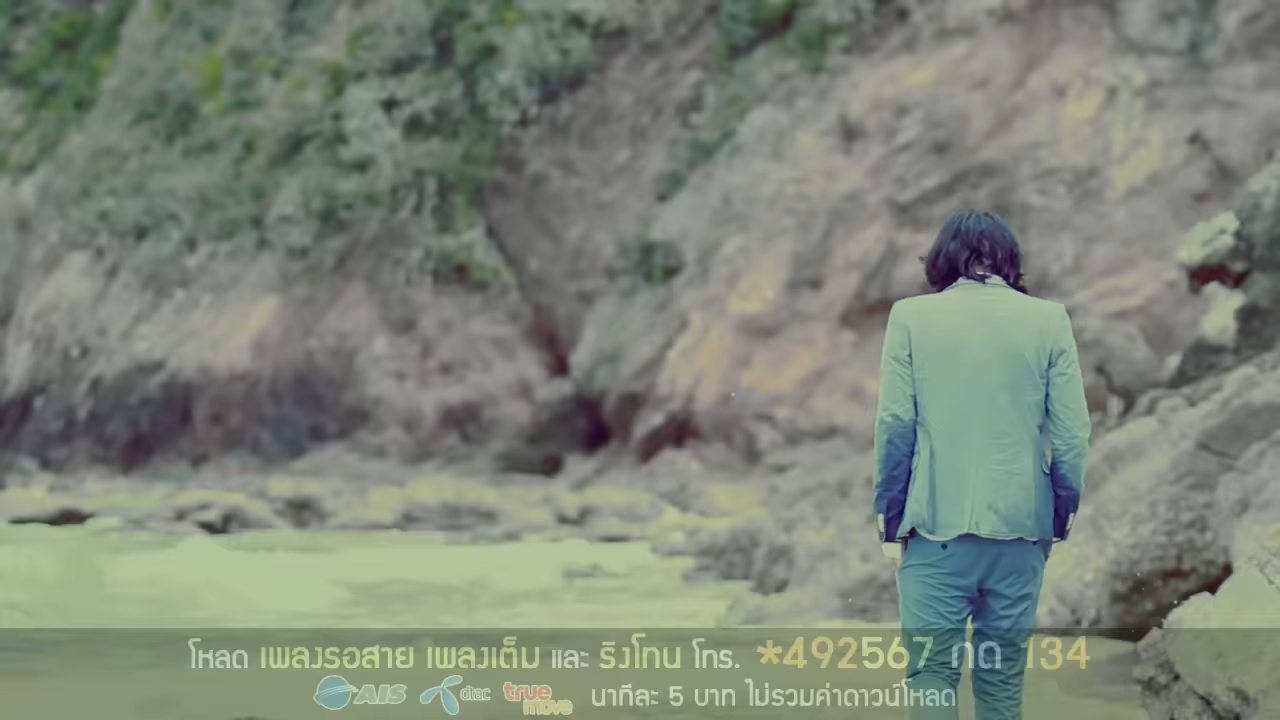 โหลด เพลงรอสาย เพลงเต็ม และ ริงโทน โทร. *492567 กด 134
AIS dtac true move นาทีละ 5 บาท ไม่รวมค่าดาวน์โหลด